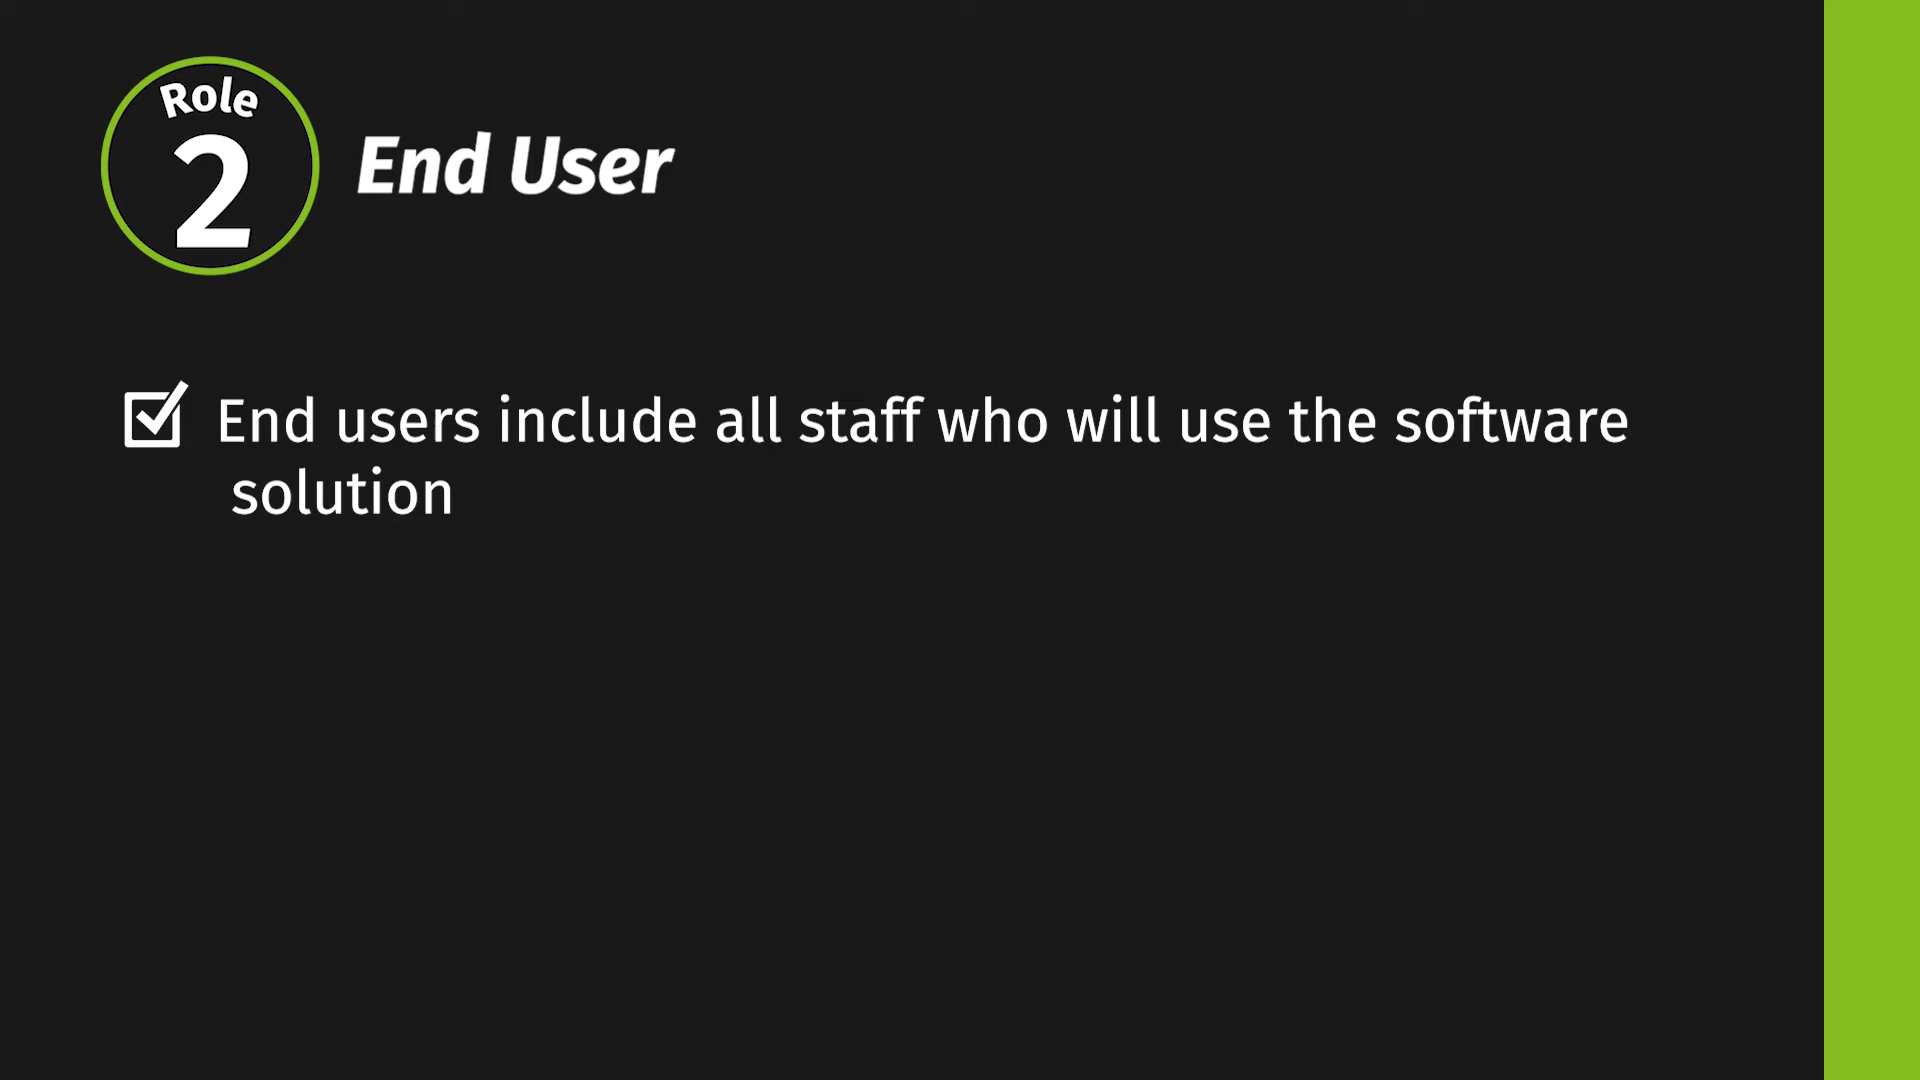 Role
2
End User
End users include all staff who will use the software
solution